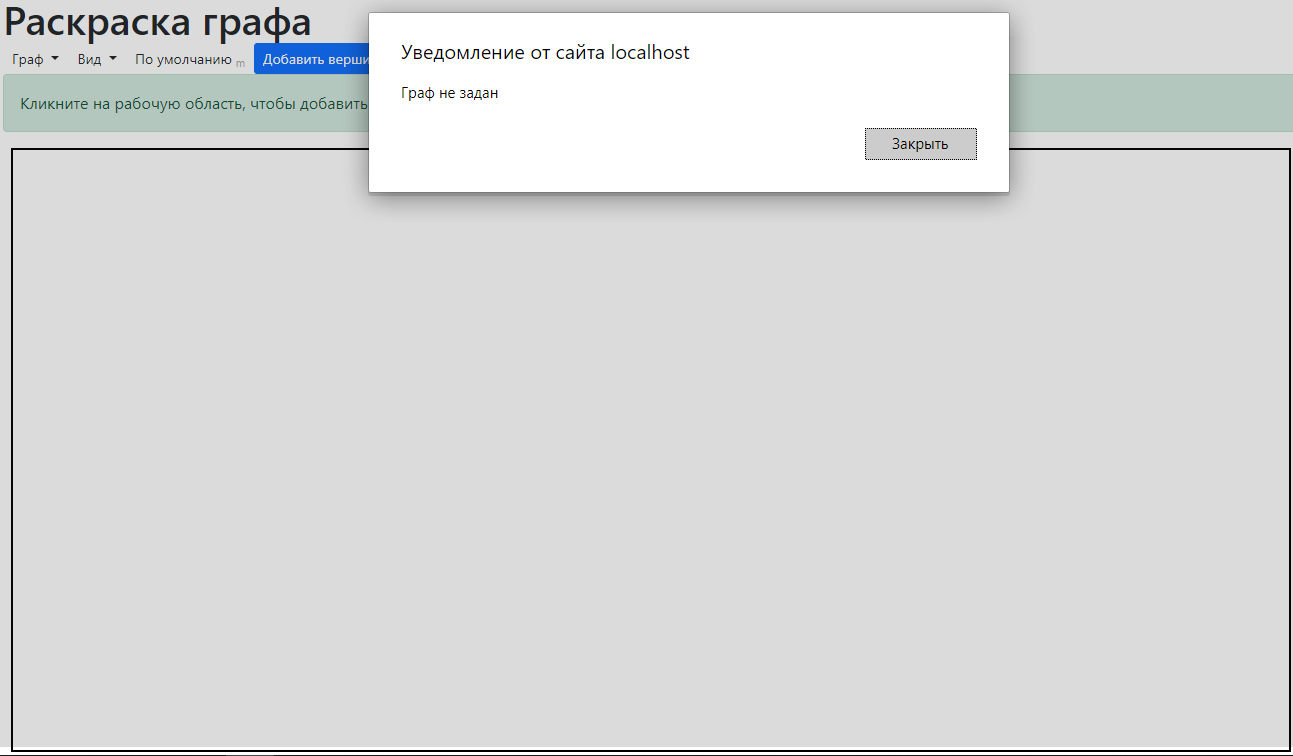 Раскраска графа
Уведомление от сайта localhost
Граф Вид По умолчанию m Добавить
Граф не задан
Кликните на рабочую область, чтобы добавить
Закрыть